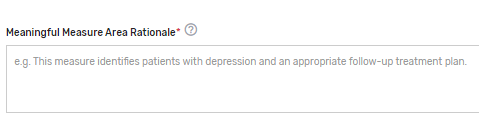 Meaningful Measure Area Rationale* ?
e.g. This measure identifies patients with depression and an appropriate follow-up treatment plan.